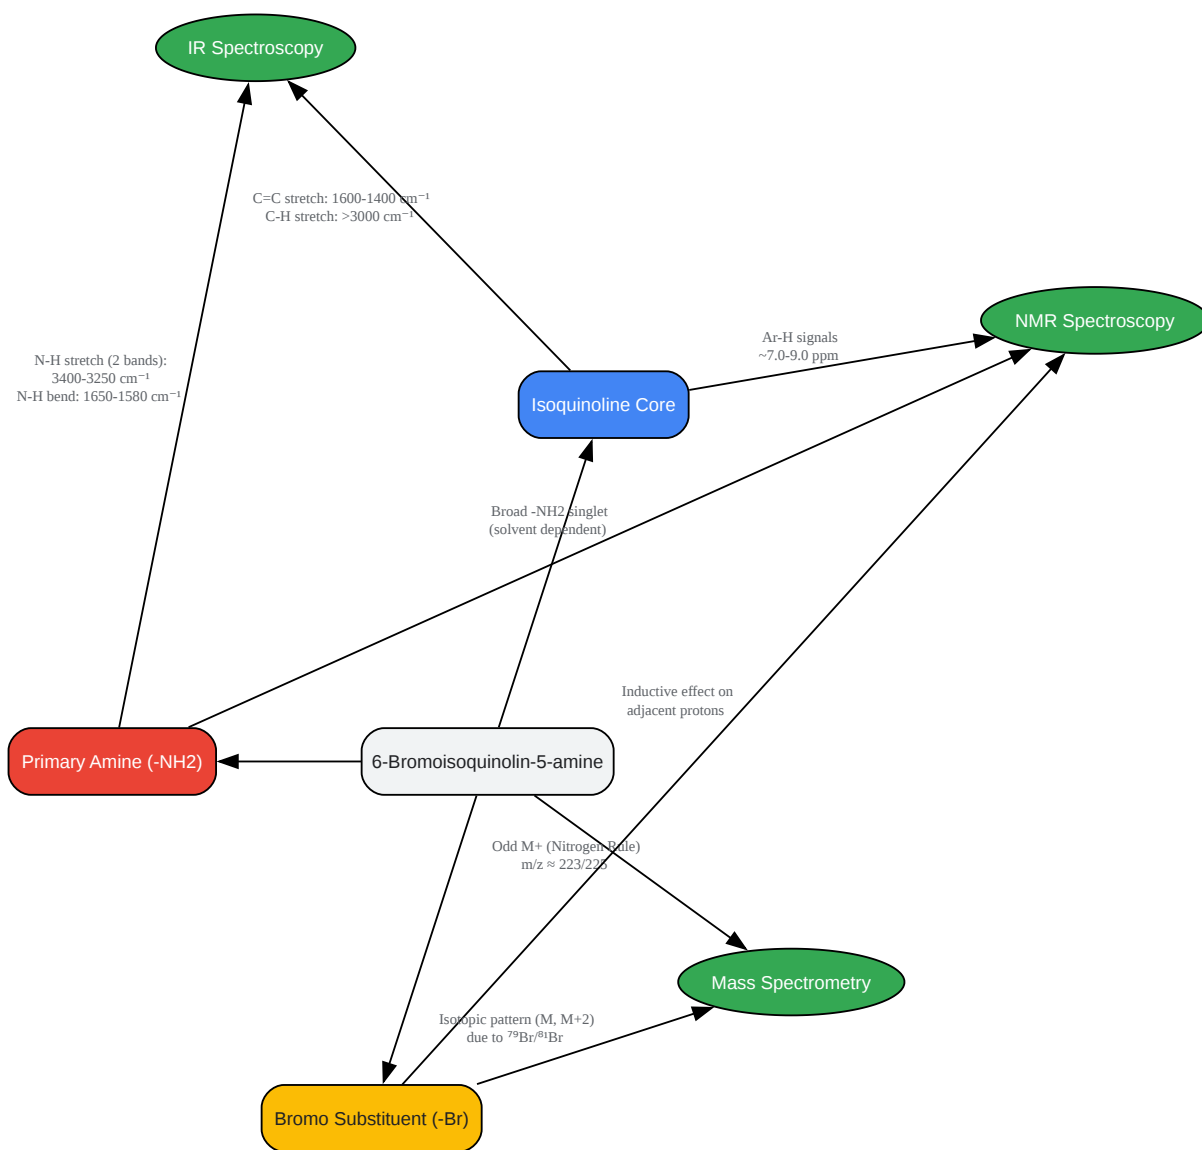 IR Spectroscopy
C=C stretch: 1600-1400 cm⁻¹
C-H stretch: >3000 cm⁻¹
NMR Spectroscopy
Ar-H signals
~7.0-9.0 ppm
N-H stretch (2 bands):
3400-3250 cm⁻¹
N-H bend: 1650-1580 cm⁻¹
Isoquinoline Core
Broad -NH2 singlet
(solvent dependent)
Inductive effect on
adjacent protons
Primary Amine (-NH2)
6-Bromoisoquinolin-5-amine
Odd M+ (Nitrogen Rule)
m/z ≈ 223/225
Mass Spectrometry
Isotopic pattern (M, M+2)
due to ⁷⁹Br/⁸¹Br
Bromo Substituent (-Br)